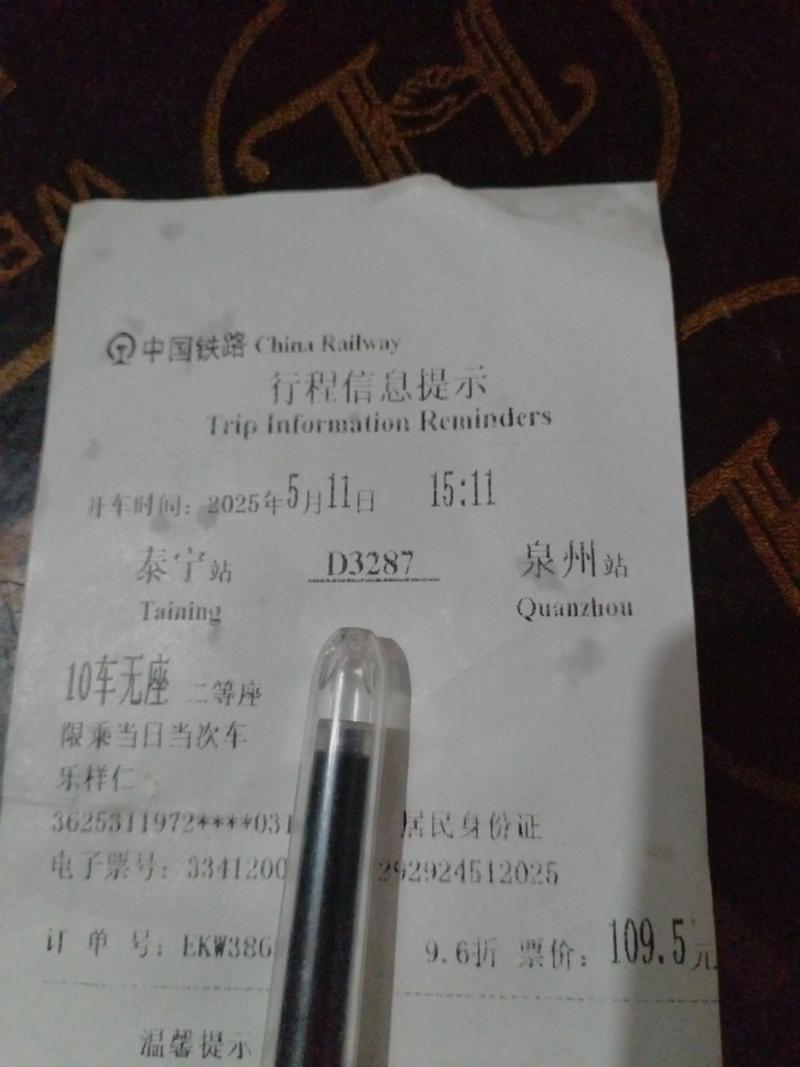 中国铁路 China Railway
行程信息提示
Trip Information Reminders
开车时间: 2025年5月11日 15:11
泰宁站 D3287 泉州站
Taining Quanzhou
10车无座 二等座
限乘当日当次车
乐样仁
3625311972****031 居民身份证
电子票号: 3341200 292924512025
订单号: EKW386 9.6折 票价: 109.5元
温馨提示